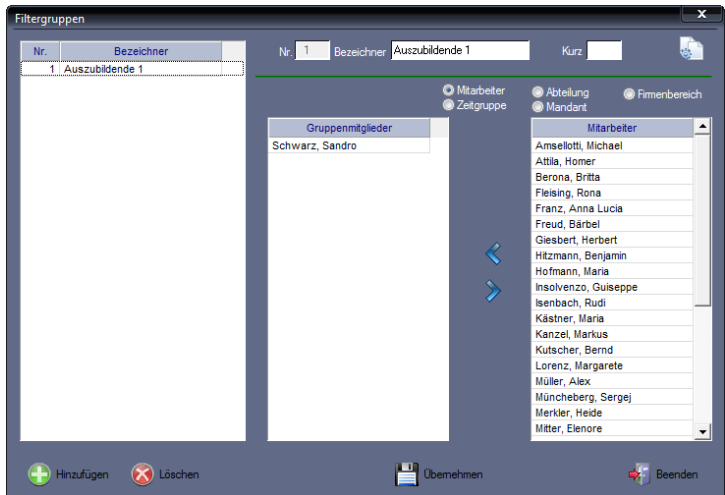 Filtergruppen
x
Nr. Bezeichner
1 Auszubildende 1
Nr. 1 Bezeichner Auszubildende 1 Kurz
Mitarbeiter Abteilung Firmenbereich
Zeitgruppe Mandant
Gruppenmitglieder
Schwarz, Sandro
Mitarbeiter
Amsellotti, Michael
Attila, Homer
Berona, Britta
Fleising, Rona
Franz, Anna Lucia
Freud, Bärbel
Giesbert, Herbert
Hitzmann, Benjamin
Hofmann, Maria
Insolvenzo, Guiseppe
Isenbach, Rudi
Kästner, Maria
Kanzel, Markus
Kutscher, Bernd
Lorenz, Margarete
Müller, Alex
Müncheberg, Sergej
Merkler, Heide
Mitter, Elenore
Hinzufügen Löschen Übernehmen Beenden